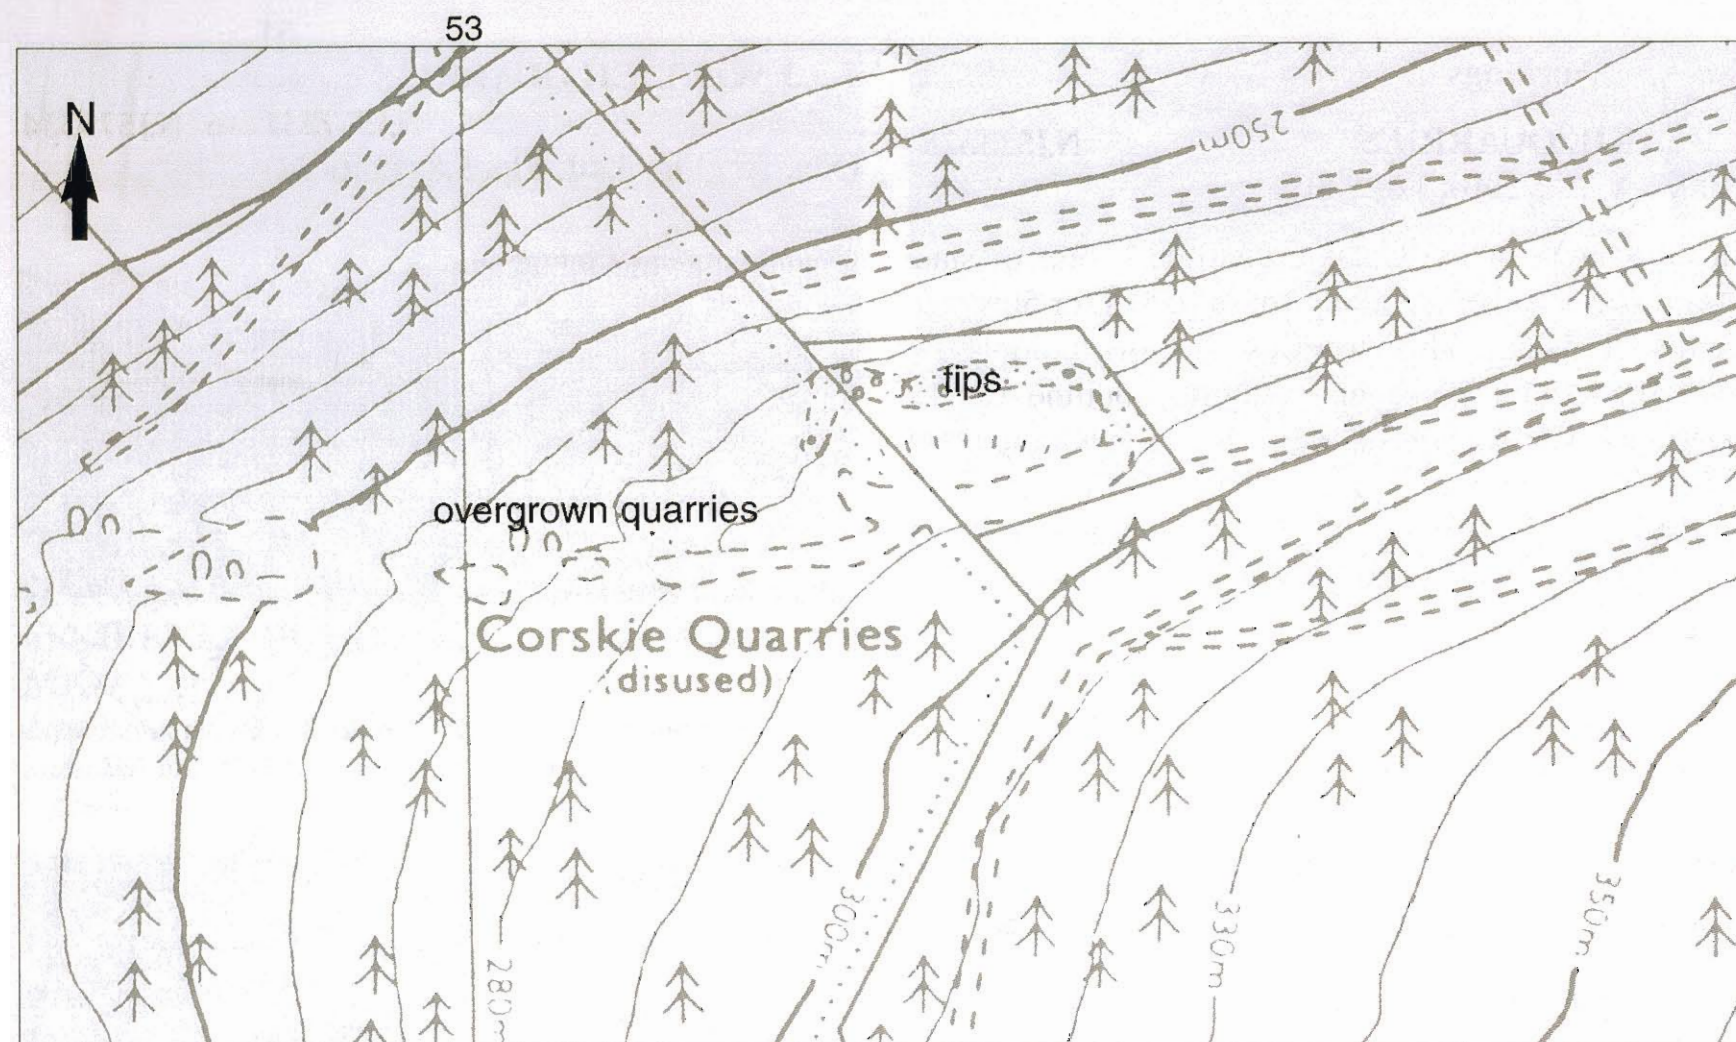 53
N
250m
tips
overgrown quarries
Corskie Quarries
(disused)
300m
330m
350m
280m